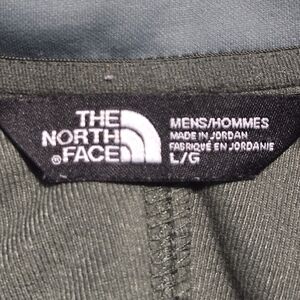 THE
NORTH
®FACE
MENS/HOMMES
MADE IN JORDAN
FABRIQUÉ EN JORDANIE
L/G